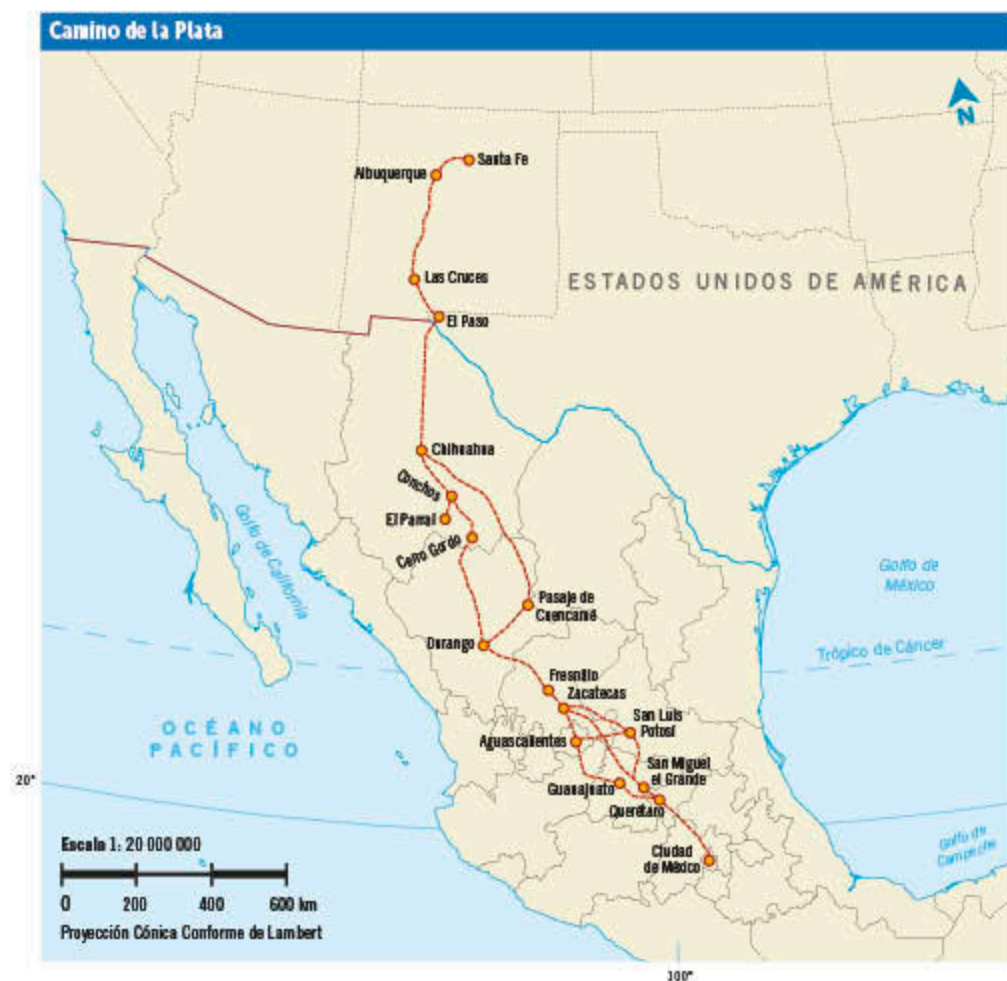 Camino de la Plata
N
Santa Fe
Albuquerque
Las Cruces
ESTADOS UNIDOS DE AMÉRICA
El Paso
Chihuahua
Conchos
El Parral
Cerro Gordo
Golfo de California
Golfo de
México
Pasaje de
Cuencamé
Durango
Trópico de Cáncer
Fresnillo
Zacatecas
San Luis
Potosí
OCÉANO
PACÍFICO
Aguascalientes
San Miguel
el Grande
20°
Guanajuato
Querétaro
Ciudad
de México
Golfo de
Campeche
Escala 1: 20 000 000
0 200 400 600 km
Proyección Cónica Conforme de Lambert
100°